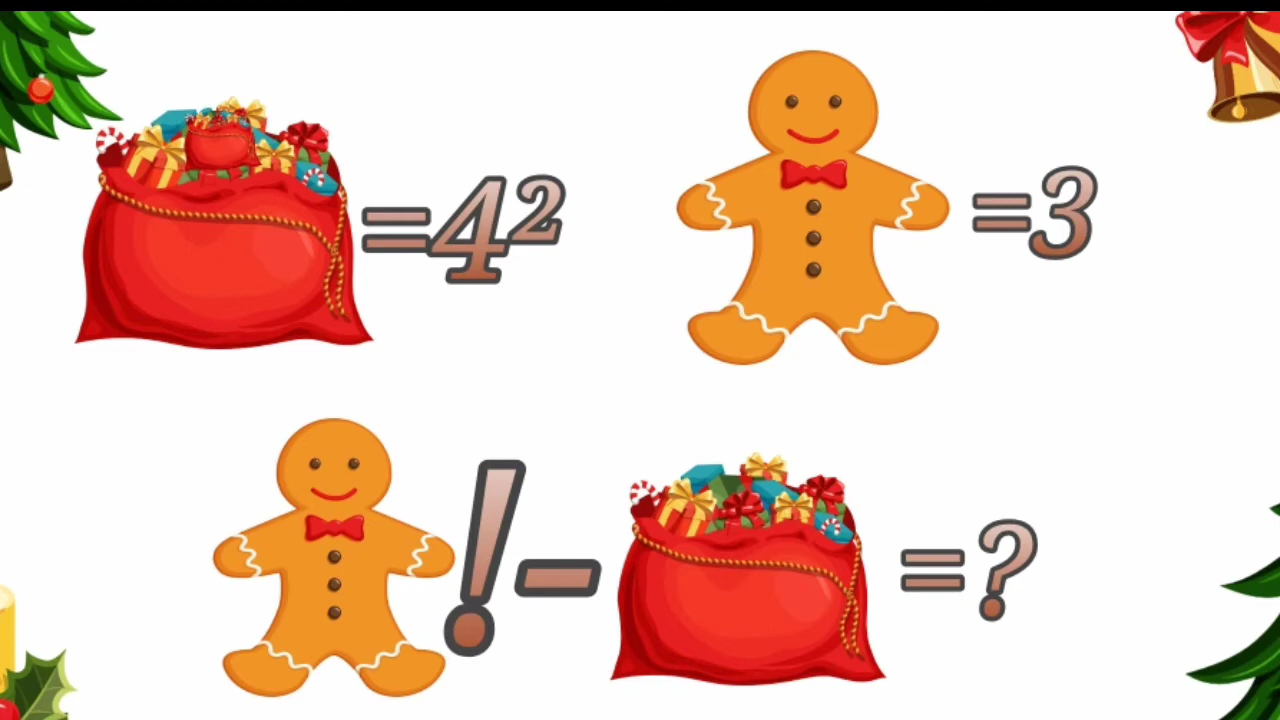 =4² =3
!-=?